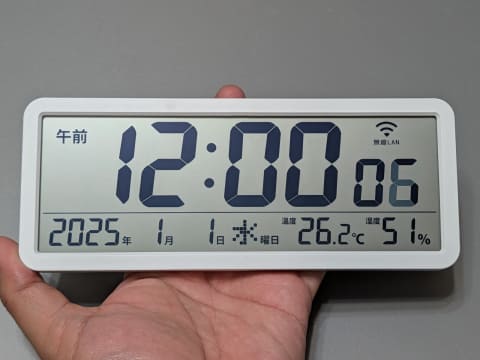 午前 12:00 06
無線LAN
2025年 1月 1日 水曜日 温度 26.2℃ 湿度 51%